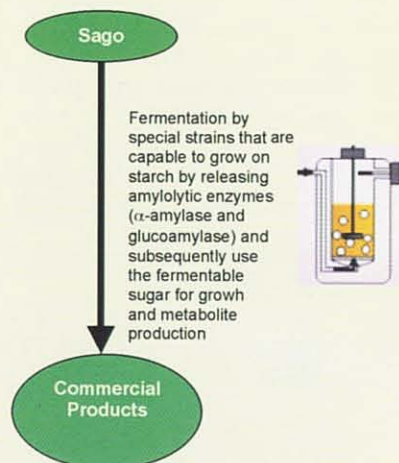 Sago
Fermentation by
special strains that are
capable to grow on
starch by releasing
amylolytic enzymes
(α-amylase and
glucoamylase) and
subsequently use
the fermentable
sugar for growh
and metabolite
production
Commercial
Products